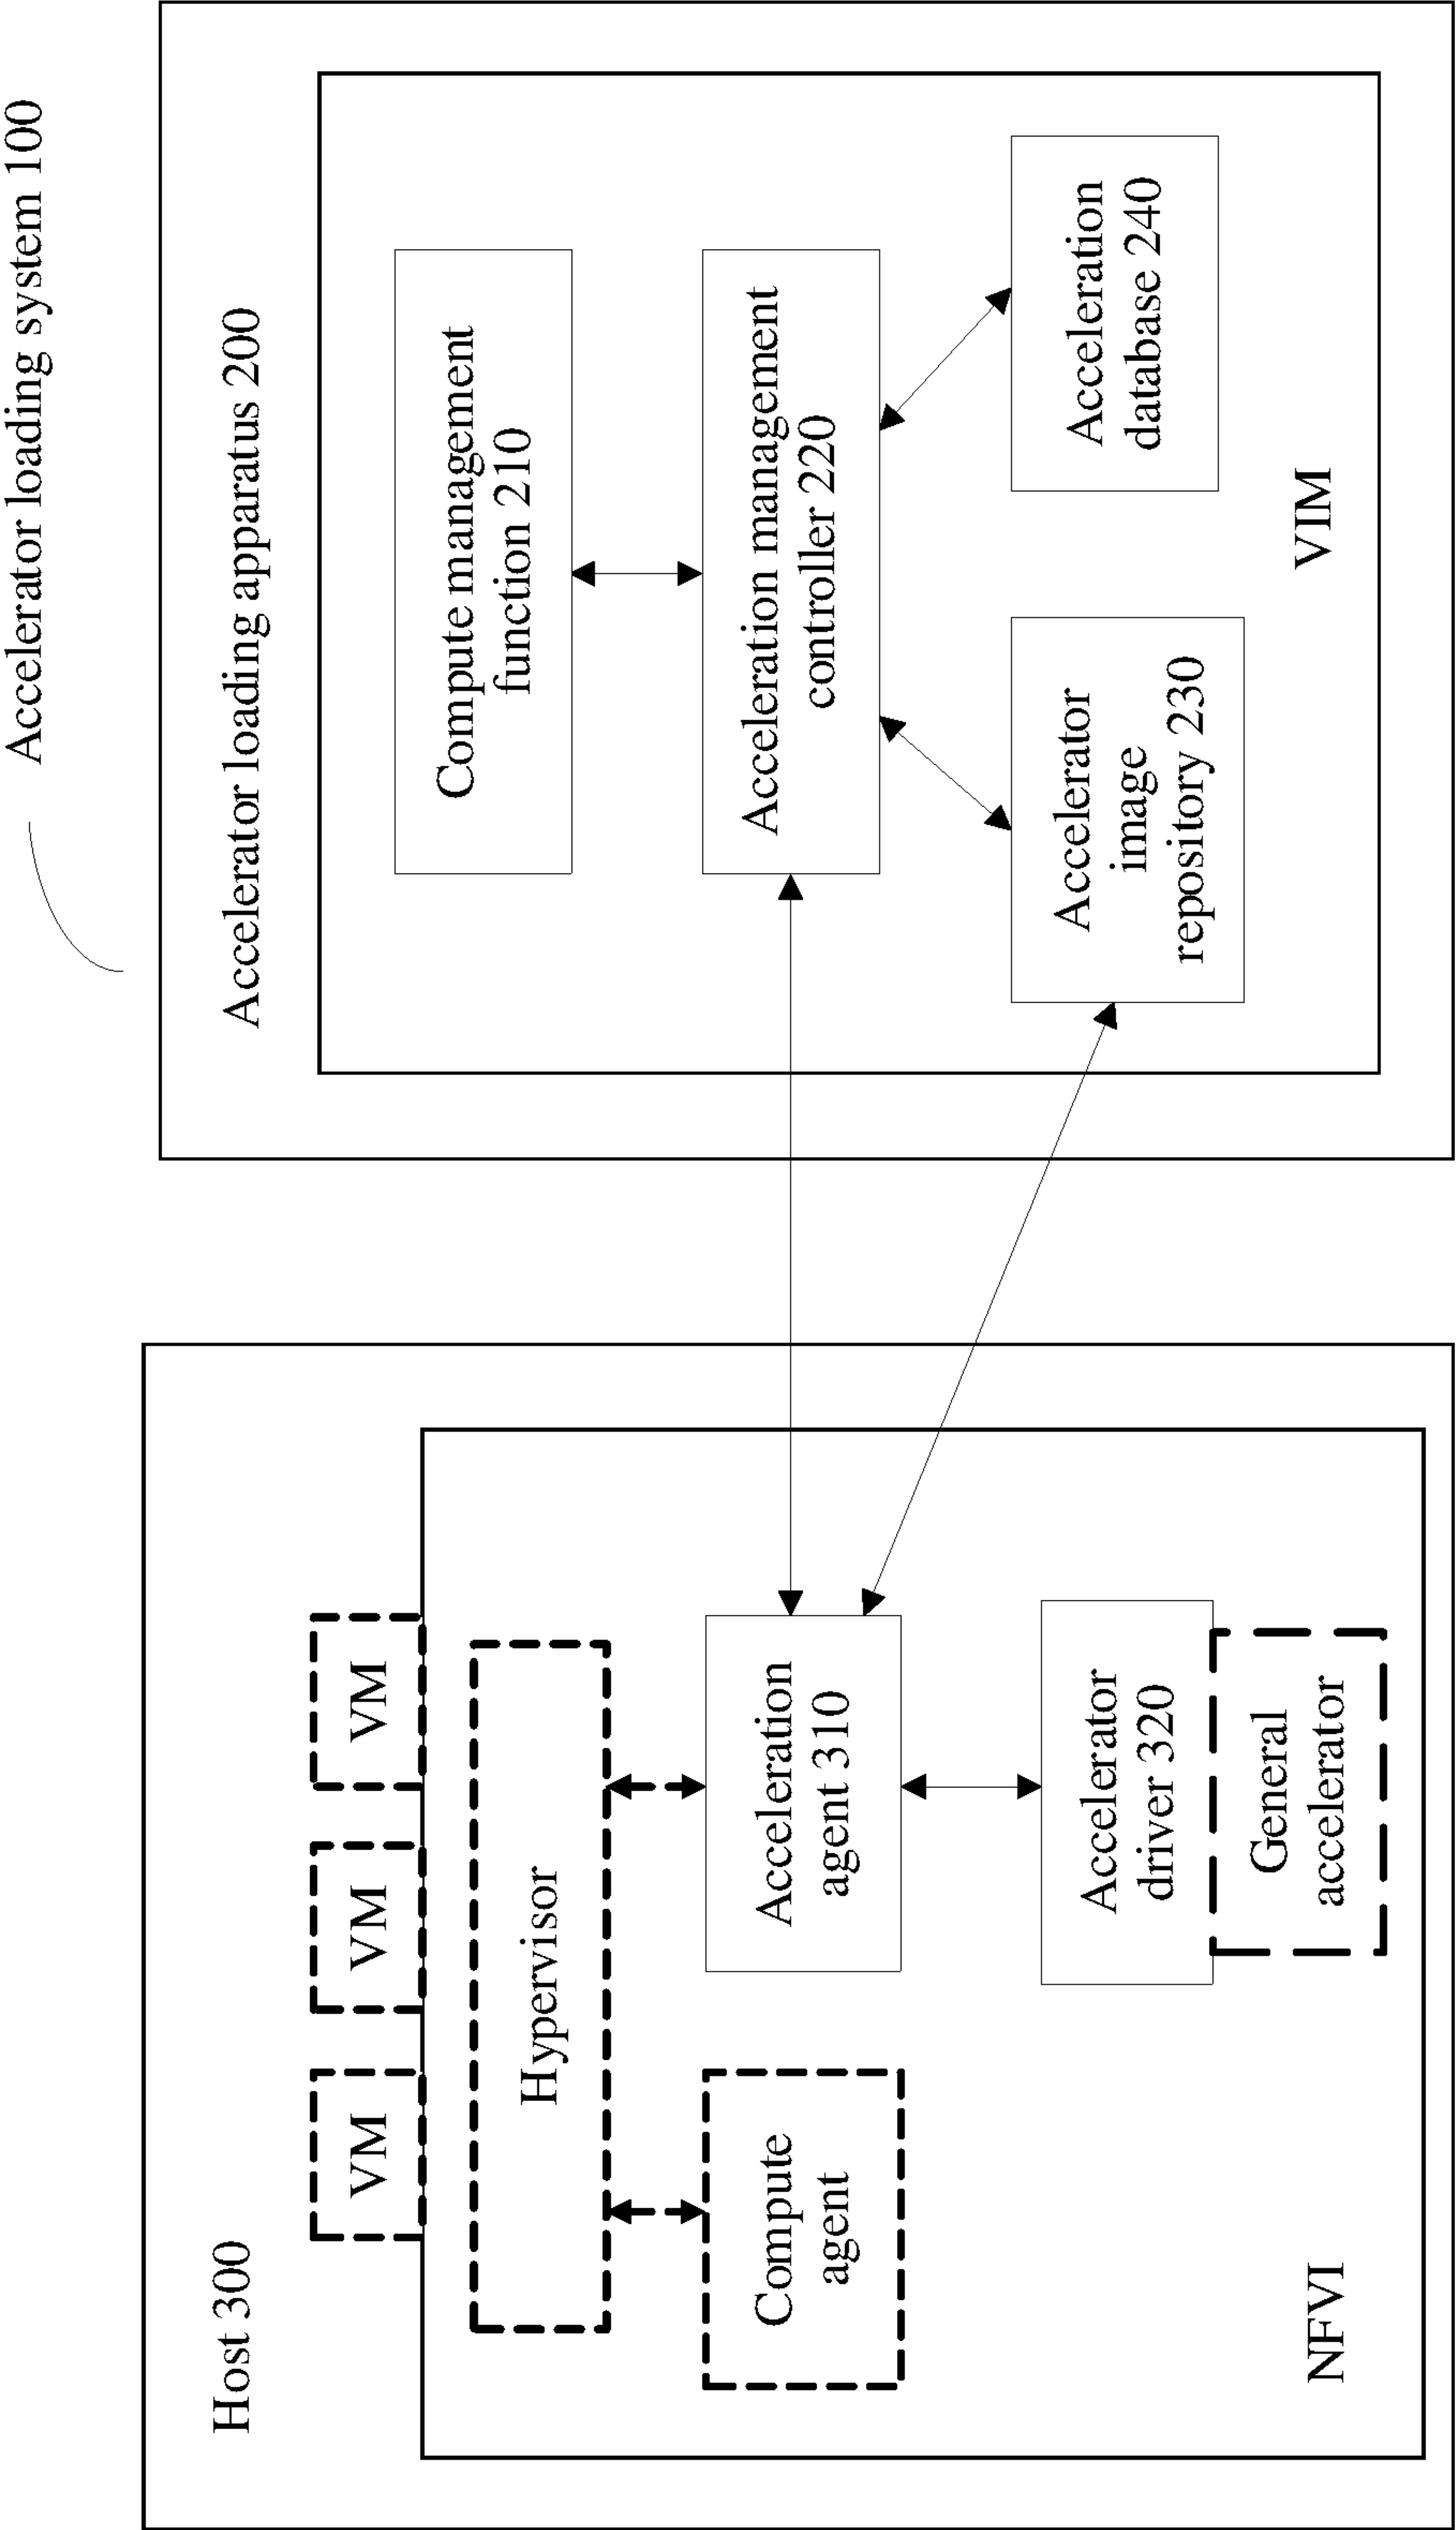 Accelerator loading system 100
Host 300
VM
VM
VM
Hypervisor
Compute
agent
Acceleration
agent 310
Accelerator
driver 320
General
accelerator
NFVI
Accelerator loading apparatus 200
Compute management
function 210
Acceleration management
controller 220
Accelerator
image
repository 230
Acceleration
database 240
VIM